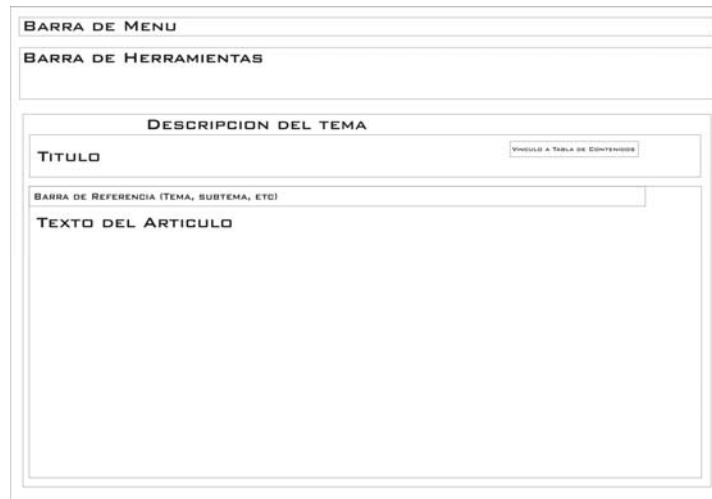 Barra de Menu
Barra de Herramientas
Descripcion del tema
Titulo
Vinculo a Tabla de Contenidos
Barra de Referencia (Tema, subtema, etc)
Texto del Articulo